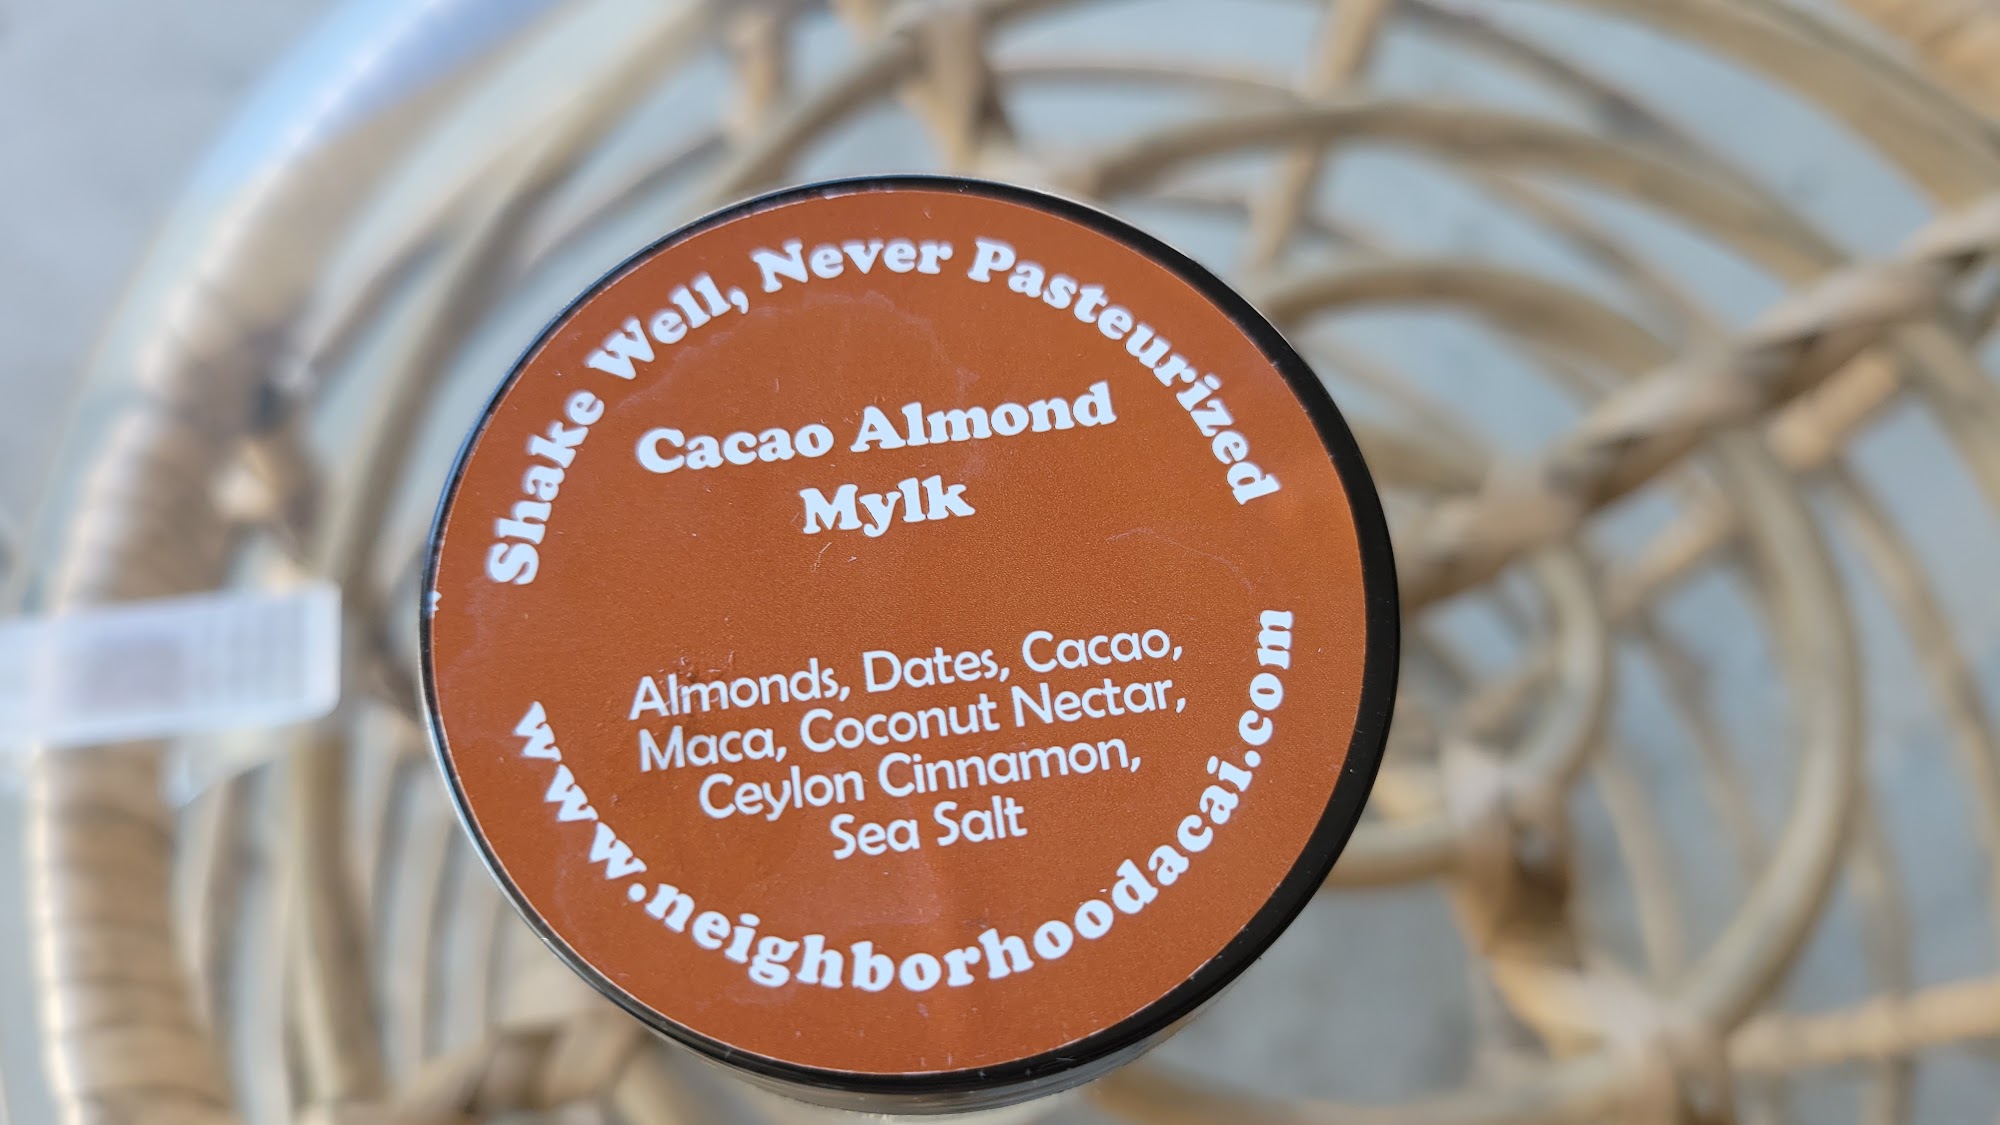 Shake Well, Never Pasteurized
Cacao Almond
Mylk
Almonds, Dates, Cacao,
Maca, Coconut Nectar,
Ceylon Cinnamon,
Sea Salt
www.neighborhoodacai.com